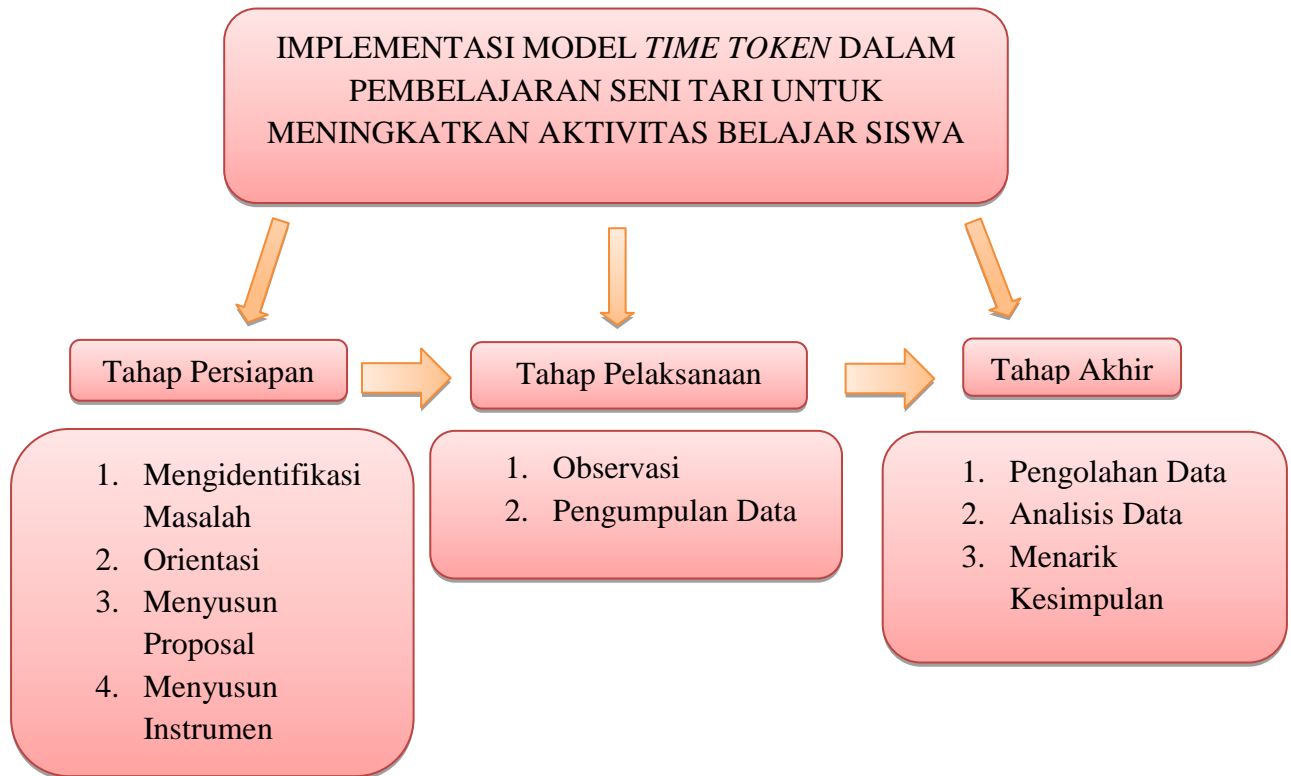 IMPLEMENTASI MODEL TIME TOKEN DALAM
PEMBELAJARAN SENI TARI UNTUK
MENINGKATKAN AKTIVITAS BELAJAR SISWA
Tahap Persiapan
Tahap Pelaksanaan
Tahap Akhir
1. Mengidentifikasi
Masalah
2. Orientasi
3. Menyusun
Proposal
4. Menyusun
Instrumen
1. Observasi
2. Pengumpulan Data
1. Pengolahan Data
2. Analisis Data
3. Menarik
Kesimpulan